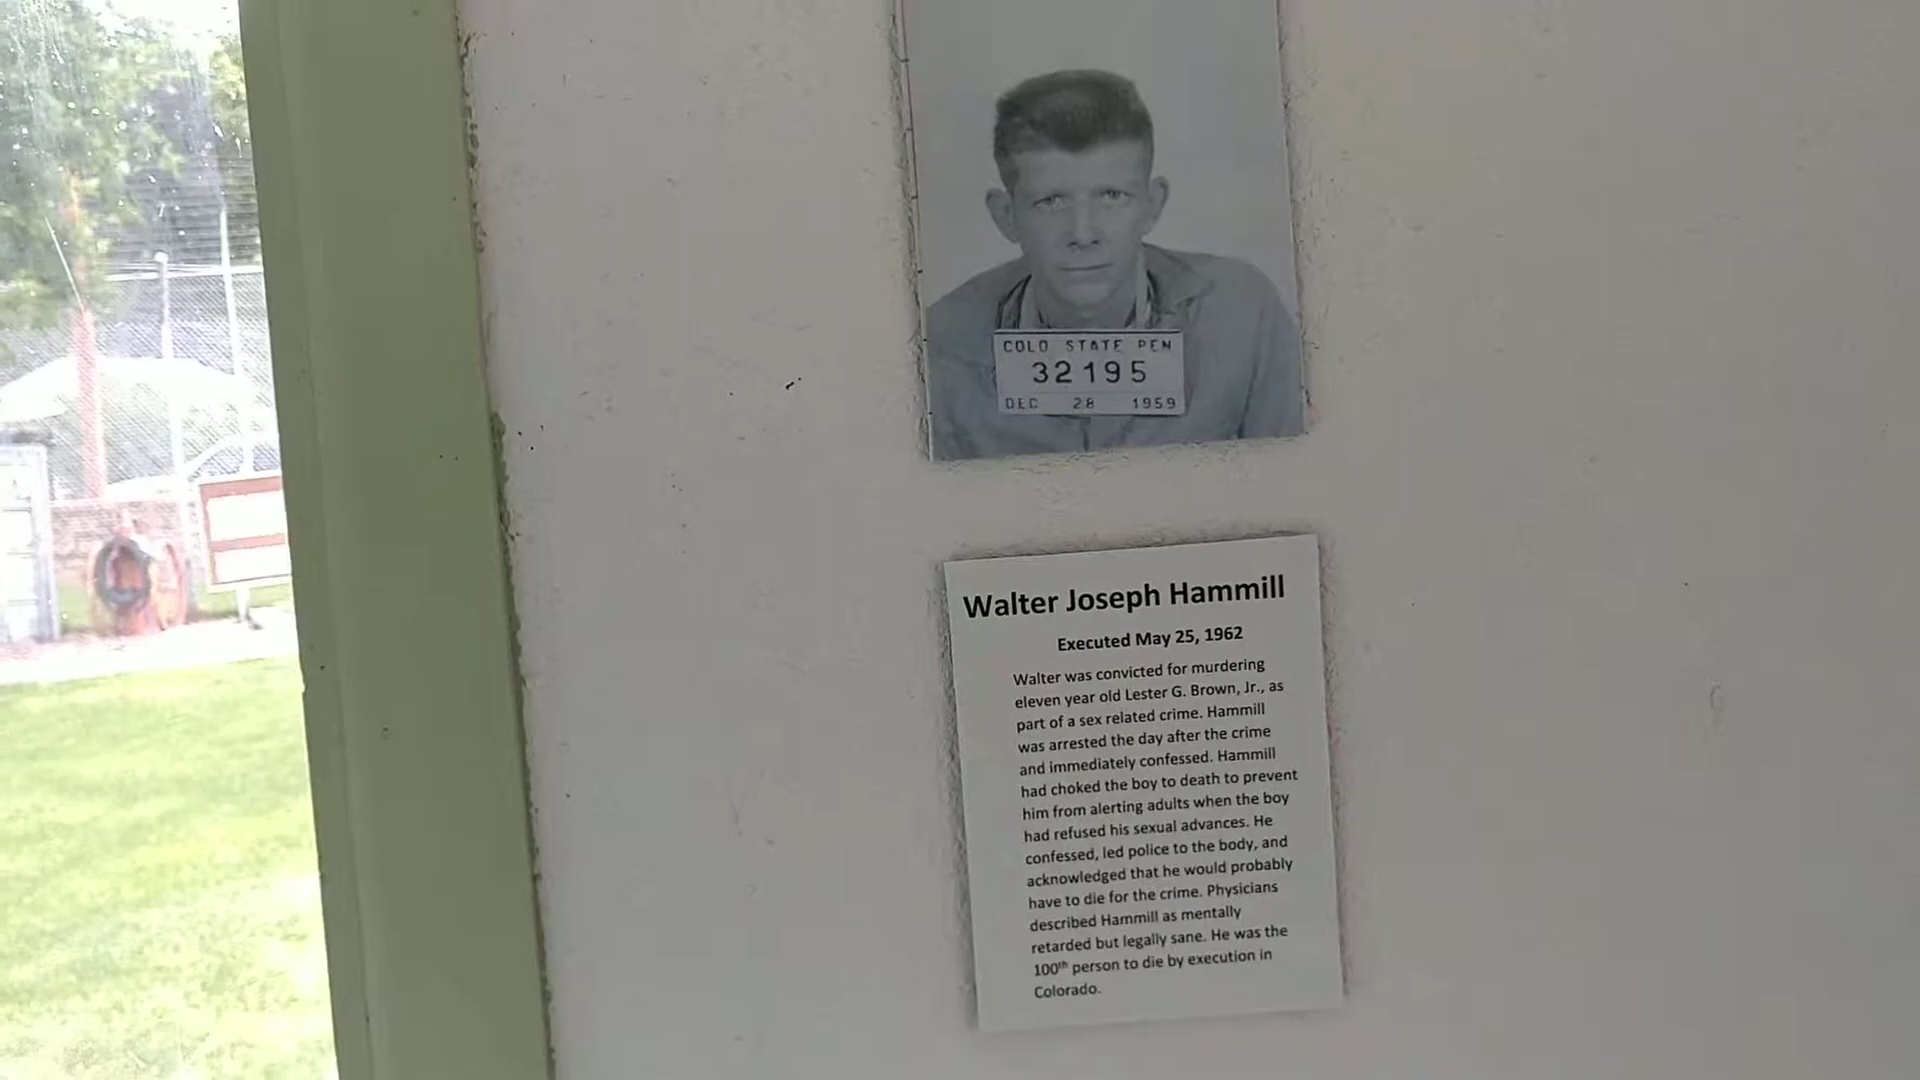 COLO STATE PEN
32195
DEC 28 1959
Walter Joseph Hammill
Executed May 25, 1962
Walter was convicted for murdering
eleven year old Lester G. Brown, Jr., as
part of a sex related crime. Hammill
was arrested the day after the crime
and immediately confessed. Hammill
had choked the boy to death to prevent
him from alerting adults when the boy
had refused his sexual advances. He
confessed, led police to the body, and
acknowledged that he would probably
have to die for the crime. Physicians
described Hammill as mentally
retarded but legally sane. He was the
100th person to die by execution in
Colorado.